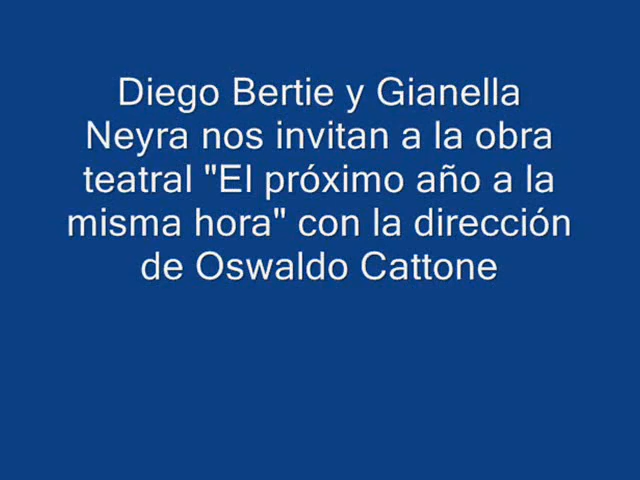 Diego Bertie y Gianella
Neyra nos invitan a la obra
teatral "El próximo año a la
misma hora" con la dirección
de Oswaldo Cattone